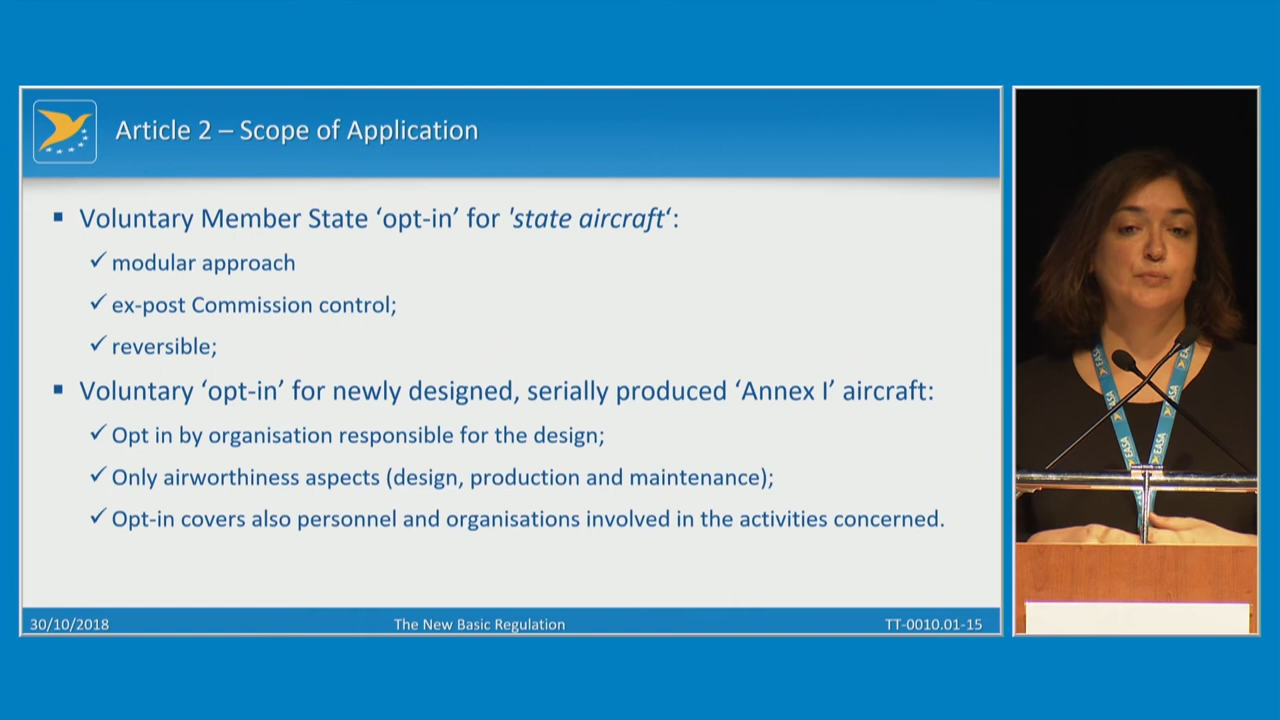 Article 2 – Scope of Application
▪ Voluntary Member State ‘opt-in’ for 'state aircraft‘:
✓ modular approach
✓ ex-post Commission control;
✓ reversible;
▪ Voluntary ‘opt-in’ for newly designed, serially produced ‘Annex I’ aircraft:
✓ Opt in by organisation responsible for the design;
✓ Only airworthiness aspects (design, production and maintenance);
✓ Opt-in covers also personnel and organisations involved in the activities concerned.
30/10/2018
The New Basic Regulation
TT-0010.01-15
EASA
EASA
EASA